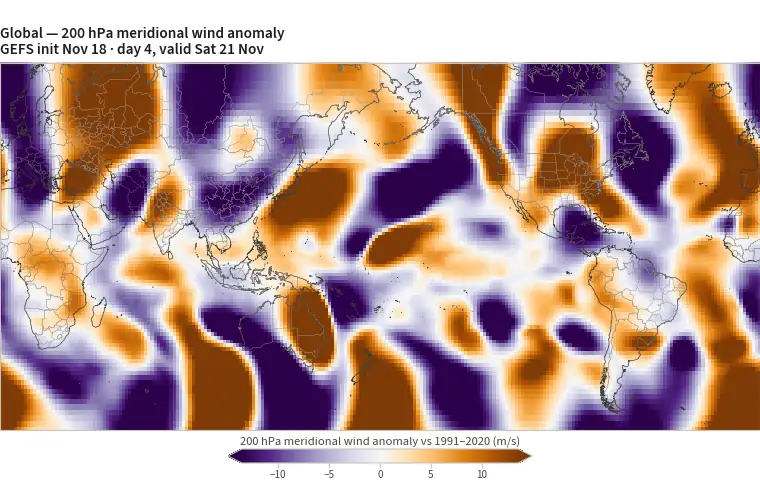 Global — 200 hPa meridional wind anomaly
GEFS init Nov 18 · day 4, valid Sat 21 Nov
200 hPa meridional wind anomaly vs 1991–2020 (m/s)
−10 −5 0 5 10